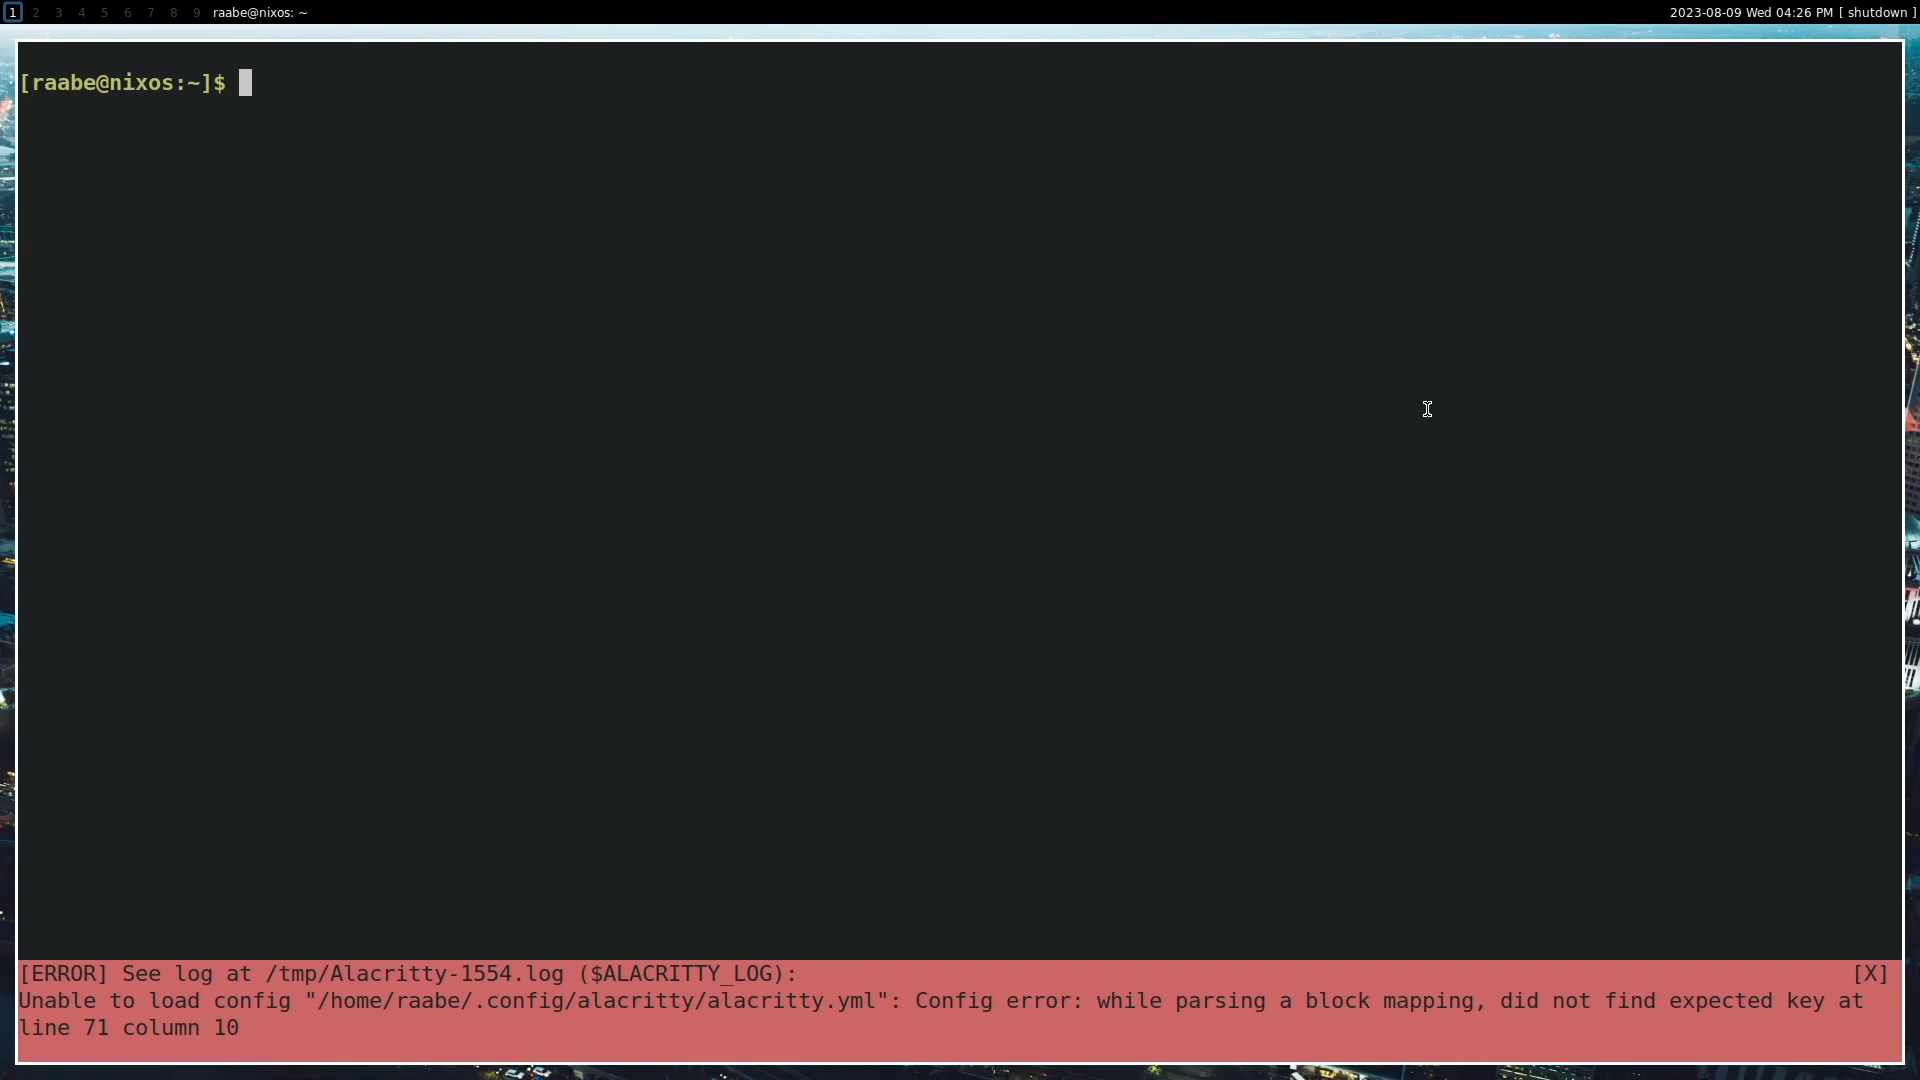 1 2 3 4 5 6 7 8 9 raabe@nixos: ~ 2023-08-09 Wed 04:26 PM [ shutdown ]
[raabe@nixos:~]$
[ERROR] See log at /tmp/Alacritty-1554.log ($ALACRITTY_LOG): [X]
Unable to load config "/home/raabe/.config/alacritty/alacritty.yml": Config error: while parsing a block mapping, did not find expected key at
line 71 column 10